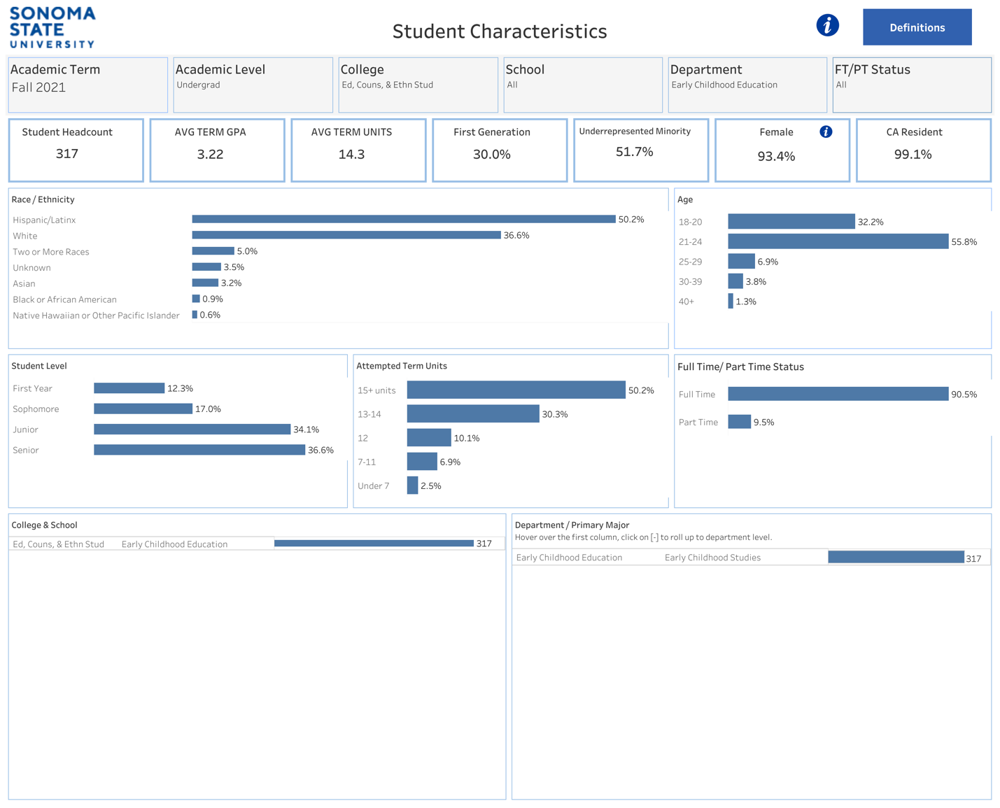 SONOMA
STATE
UNIVERSITY
Student Characteristics
i
Definitions
Academic Term
Fall 2021
Academic Level
Undergrad
College
Ed, Couns, & Ethn Stud
School
All
Department
Early Childhood Education
FT/PT Status
All
Student Headcount
317
AVG TERM GPA
3.22
AVG TERM UNITS
14.3
First Generation
30.0%
Underrepresented Minority
51.7%
Female
i
93.4%
CA Resident
99.1%
Race / Ethnicity
Hispanic/Latinx 50.2%
White 36.6%
Two or More Races 5.0%
Unknown 3.5%
Asian 3.2%
Black or African American 0.9%
Native Hawaiian or Other Pacific Islander 0.6%
Age
18-20 32.2%
21-24 55.8%
25-29 6.9%
30-39 3.8%
40+ 1.3%
Student Level
First Year 12.3%
Sophomore 17.0%
Junior 34.1%
Senior 36.6%
Attempted Term Units
15+ units 50.2%
13-14 30.3%
12 10.1%
7-11 6.9%
Under 7 2.5%
Full Time/ Part Time Status
Full Time 90.5%
Part Time 9.5%
College & School
Ed, Couns, & Ethn Stud Early Childhood Education 317
Department / Primary Major
Hover over the first column, click on [-] to roll up to department level.
Early Childhood Education Early Childhood Studies 317